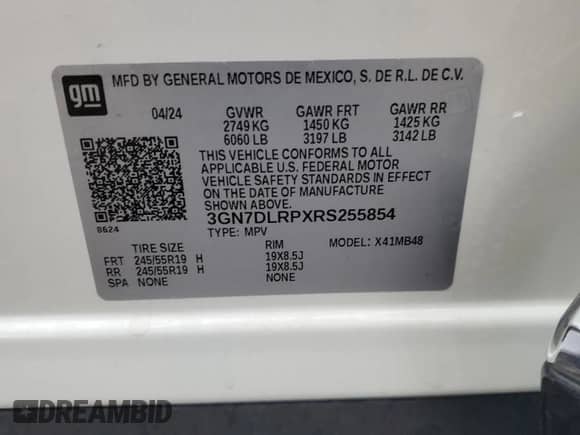 gm
MFD BY GENERAL MOTORS DE MEXICO, S. DE R.L. DE C.V.
04/24 GVWR GAWR FRT GAWR RR
2749 KG 1450 KG 1425 KG
6060 LB 3197 LB 3142 LB
THIS VEHICLE CONFORMS TO ALL
APPLICABLE U.S. FEDERAL MOTOR
VEHICLE SAFETY STANDARDS IN EFFECT
ON THE DATE OF MANUFACTURE
SHOWN ABOVE.
8624
3GN7DLRPXRS255854
TYPE: MPV MODEL: X41MB48
TIRE SIZE RIM
FRT 245/55R19 H 19X8.5J
RR 245/55R19 H 19X8.5J
SPA NONE NONE
DREAMBID